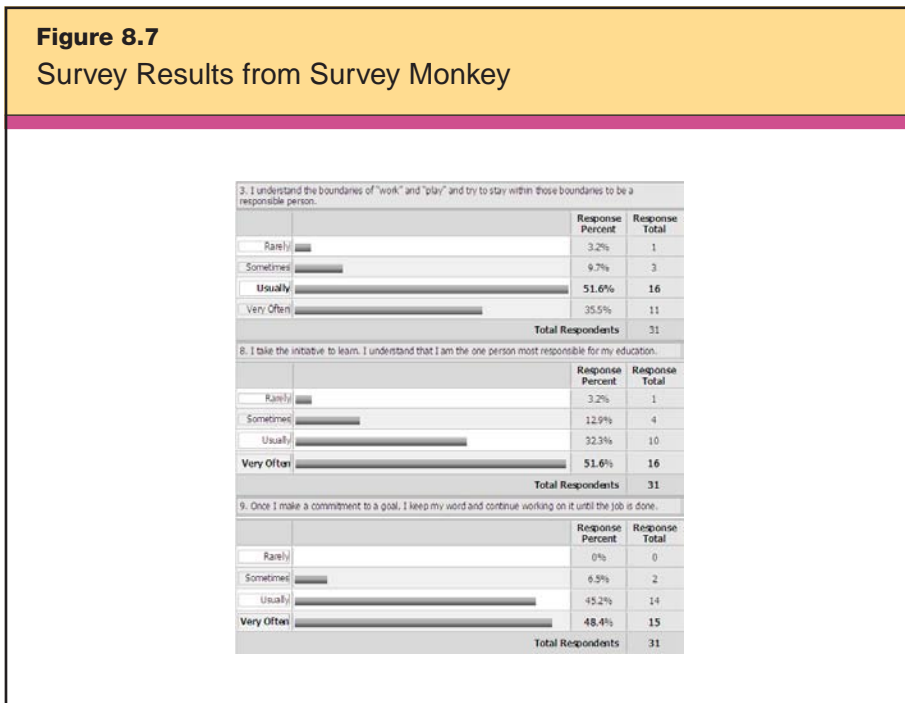 Figure 8.7
Survey Results from Survey Monkey
3. I understand the boundaries of "work" and "play" and try to stay within those boundaries to be a
responsible person.
Response Percent Response Total
Rarely 3.2% 1
Sometimes 9.7% 3
Usually 51.6% 16
Very Often 35.5% 11
Total Respondents 31
8. I take the initiative to learn. I understand that I am the one person most responsible for my education.
Response Percent Response Total
Rarely 3.2% 1
Sometimes 12.9% 4
Usually 32.3% 10
Very Often 51.6% 16
Total Respondents 31
9. Once I make a commitment to a goal, I keep my word and continue working on it until the job is done.
Response Percent Response Total
Rarely 0% 0
Sometimes 6.5% 2
Usually 45.2% 14
Very Often 48.4% 15
Total Respondents 31